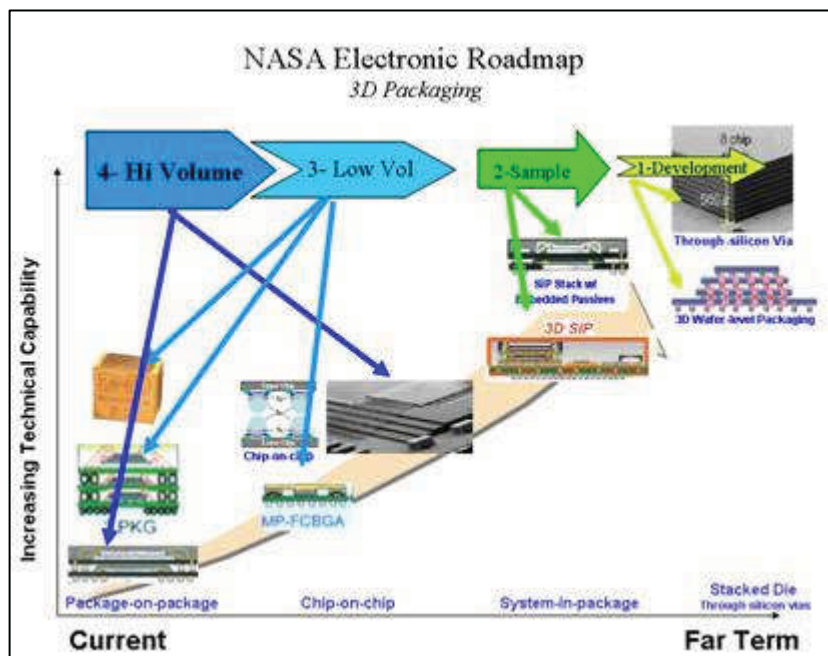 NASA Electronic Roadmap
3D Packaging
4- Hi Volume
3- Low Vol
2-Sample
1-Development
8 chip
Through-silicon Via
SiP Stack w/
Embedded Passives
3D Wafer-level Packaging
3D SiP
Chip-on-chip
PKG
MP-FCBGA
Increasing Technical Capability
Package-on-package
Chip-on-chip
System-in-package
Stacked Die
Through silicon vias
Current
Far Term